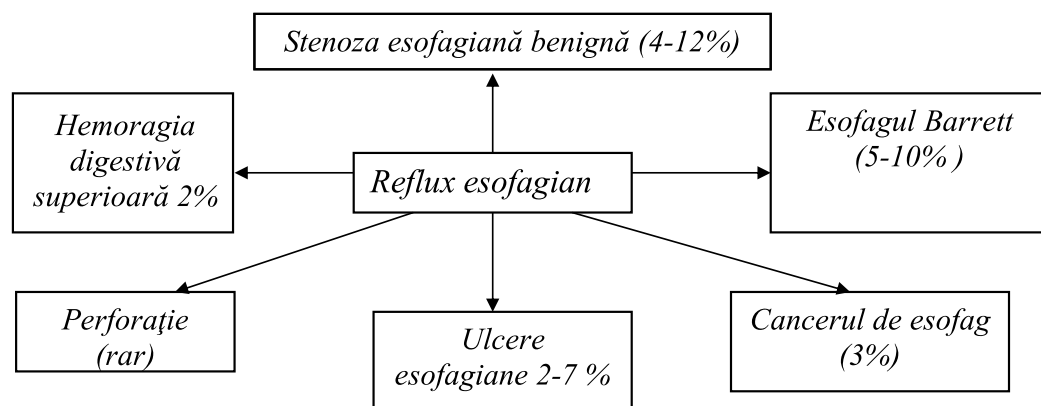 Stenoza esofagiană benignă (4-12%)
Hemoragia
digestivă
superioară 2%
Reflux esofagian
Esofagul Barrett
(5-10% )
Perforaţie
(rar)
Ulcere
esofagiane 2-7 %
Cancerul de esofag
(3%)